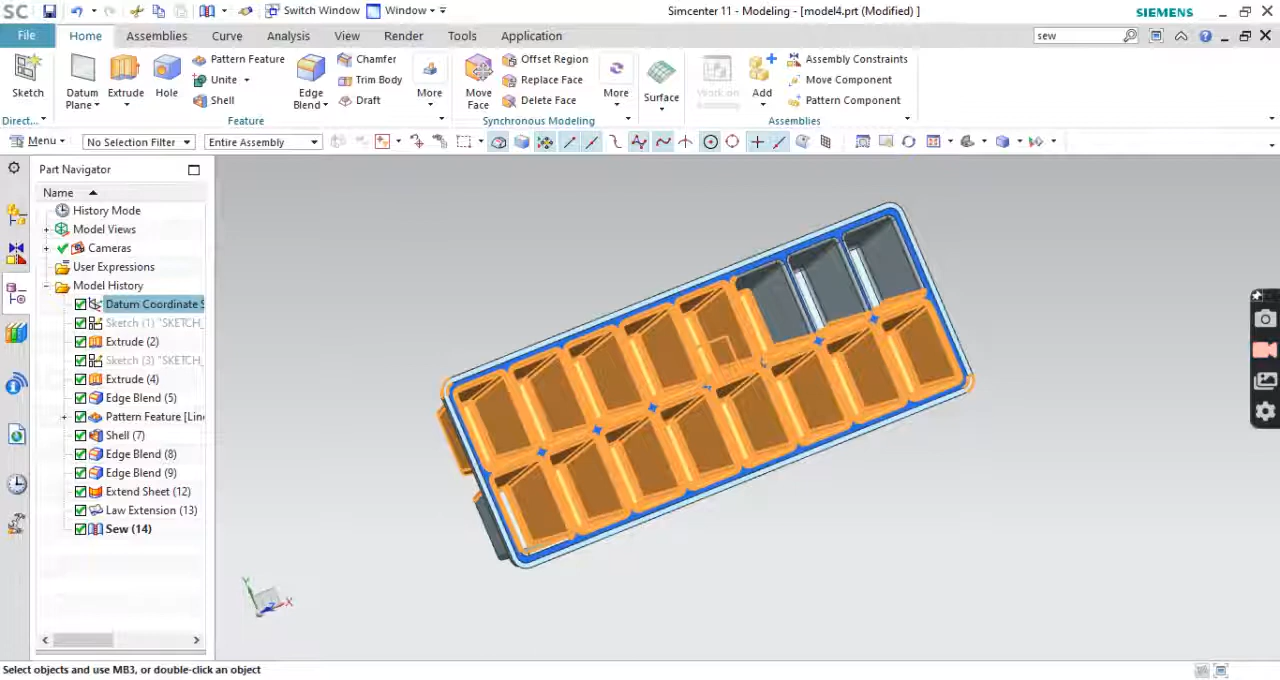 SC
Switch Window
Window
Simcenter 11 - Modeling - [model4.prt (Modified) ]
SIEMENS
File
Home
Assemblies
Curve
Analysis
View
Render
Tools
Application
sew
Sketch
Datum
Plane
Extrude
Hole
Pattern Feature
Unite
Shell
Edge
Blend
Chamfer
Trim Body
Draft
More
Move
Face
Offset Region
Replace Face
Delete Face
More
Surface
Work on
Assembly
Add
Assembly Constraints
Move Component
Pattern Component
Direct...
Feature
Synchronous Modeling
Assemblies
Menu
No Selection Filter
Entire Assembly
Part Navigator
Name
History Mode
Model Views
Cameras
User Expressions
Model History
Datum Coordinate S
Sketch (1) "SKETCH_
Extrude (2)
Sketch (3) "SKETCH_
Extrude (4)
Edge Blend (5)
Pattern Feature [Line
Shell (7)
Edge Blend (8)
Edge Blend (9)
Extend Sheet (12)
Law Extension (13)
Sew (14)
Y
Z
X
Select objects and use MB3, or double-click an object